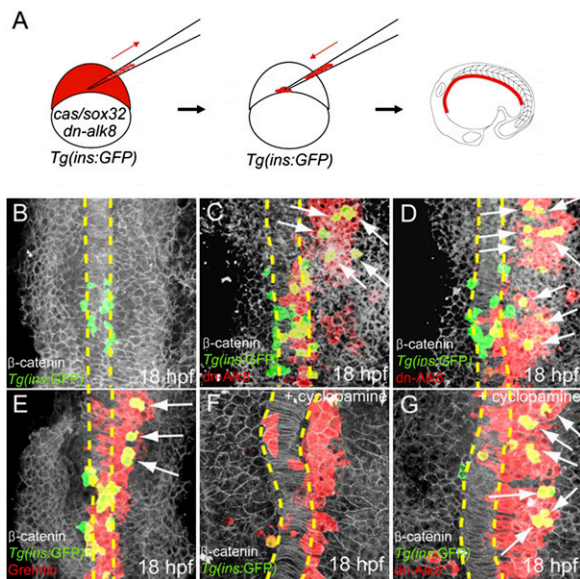 A
cas/sox32
dn-alk8
Tg(ins:GFP)
Tg(ins:GFP)
B
β-catenin
Tg(ins:GFP)
18 hpf
C
β-catenin
Tg(ins:GFP)
dn-Alk8
18 hpf
D
β-catenin
Tg(ins:GFP)
dn-Alk8
18 hpf
E
β-catenin
Tg(ins:GFP)
Gremlin
18 hpf
F
+ cyclopamine
β-catenin
Tg(ins:GFP)
18 hpf
G
cyclopamine
β-catenin
Tg(ins:GFP)
dn-Alk8
18 hpf